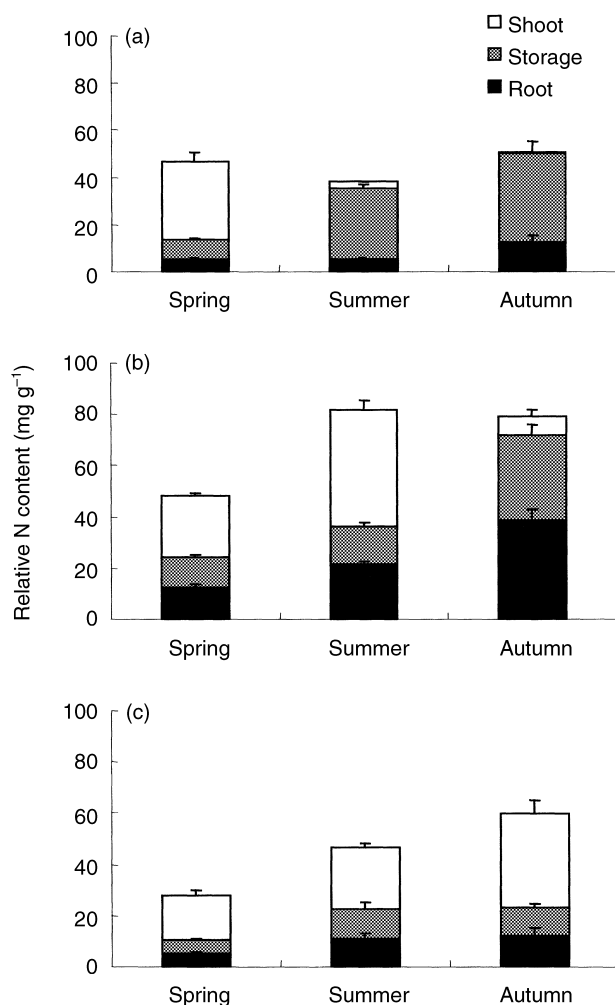 (a)
Shoot
Storage
Root
100
80
60
40
20
0
Spring Summer Autumn
Relative N content (mg g⁻¹)
(b)
100
80
60
40
20
0
Spring Summer Autumn
(c)
100
80
60
40
20
0
Spring Summer Autumn